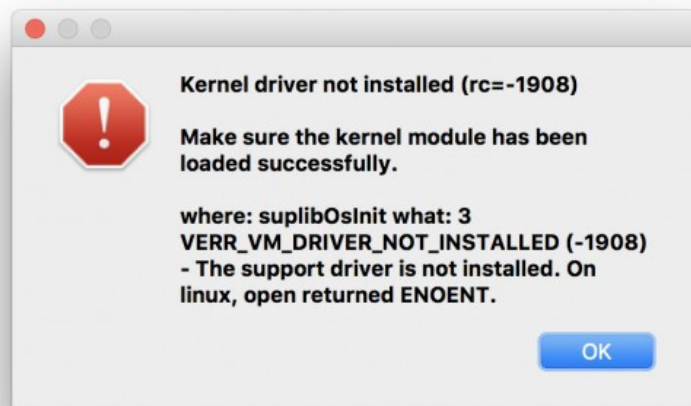 Kernel driver not installed (rc=-1908)
Make sure the kernel module has been
loaded successfully.
where: suplibOsInit what: 3
VERR_VM_DRIVER_NOT_INSTALLED (-1908)
- The support driver is not installed. On
linux, open returned ENOENT.
OK